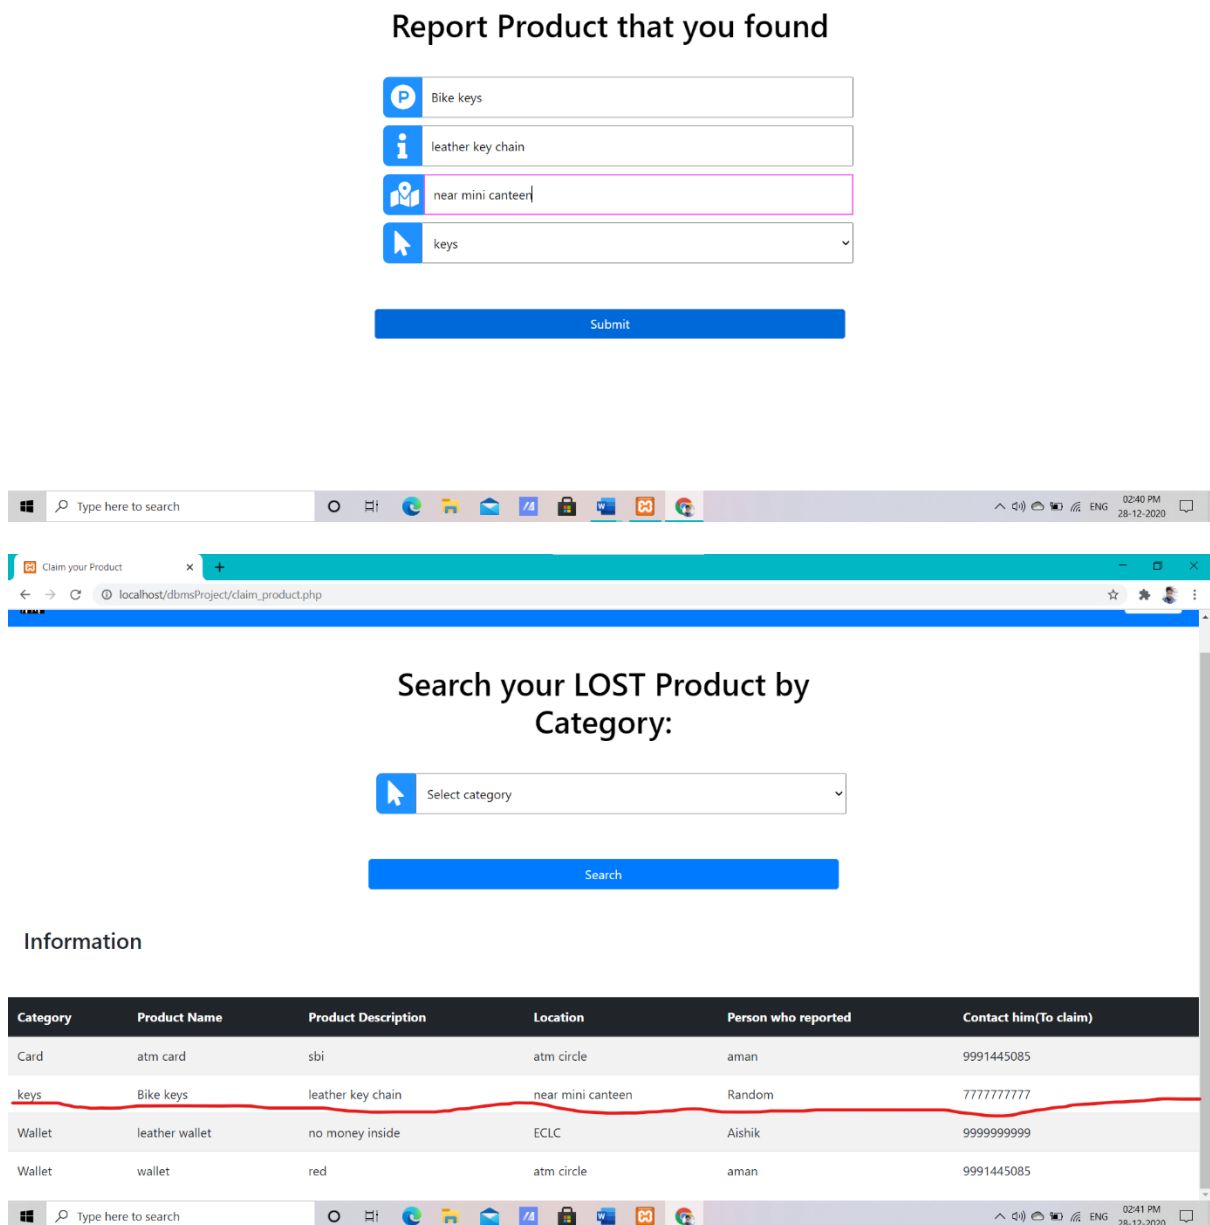 Report Product that you found
Bike keys
leather key chain
near mini canteen
keys
Submit
Type here to search
ENG
02:40 PM
28-12-2020
Claim your Product
localhost/dbmsProject/claim_product.php
Search your LOST Product by
Category:
Select category
Search
Information
Category Product Name Product Description Location Person who reported Contact him(To claim)
Card atm card sbi atm circle aman 9991445085
keys Bike keys leather key chain near mini canteen Random 7777777777
Wallet leather wallet no money inside ECLC Aishik 9999999999
Wallet wallet red atm circle aman 9991445085
Type here to search
ENG
02:41 PM
28-12-2020